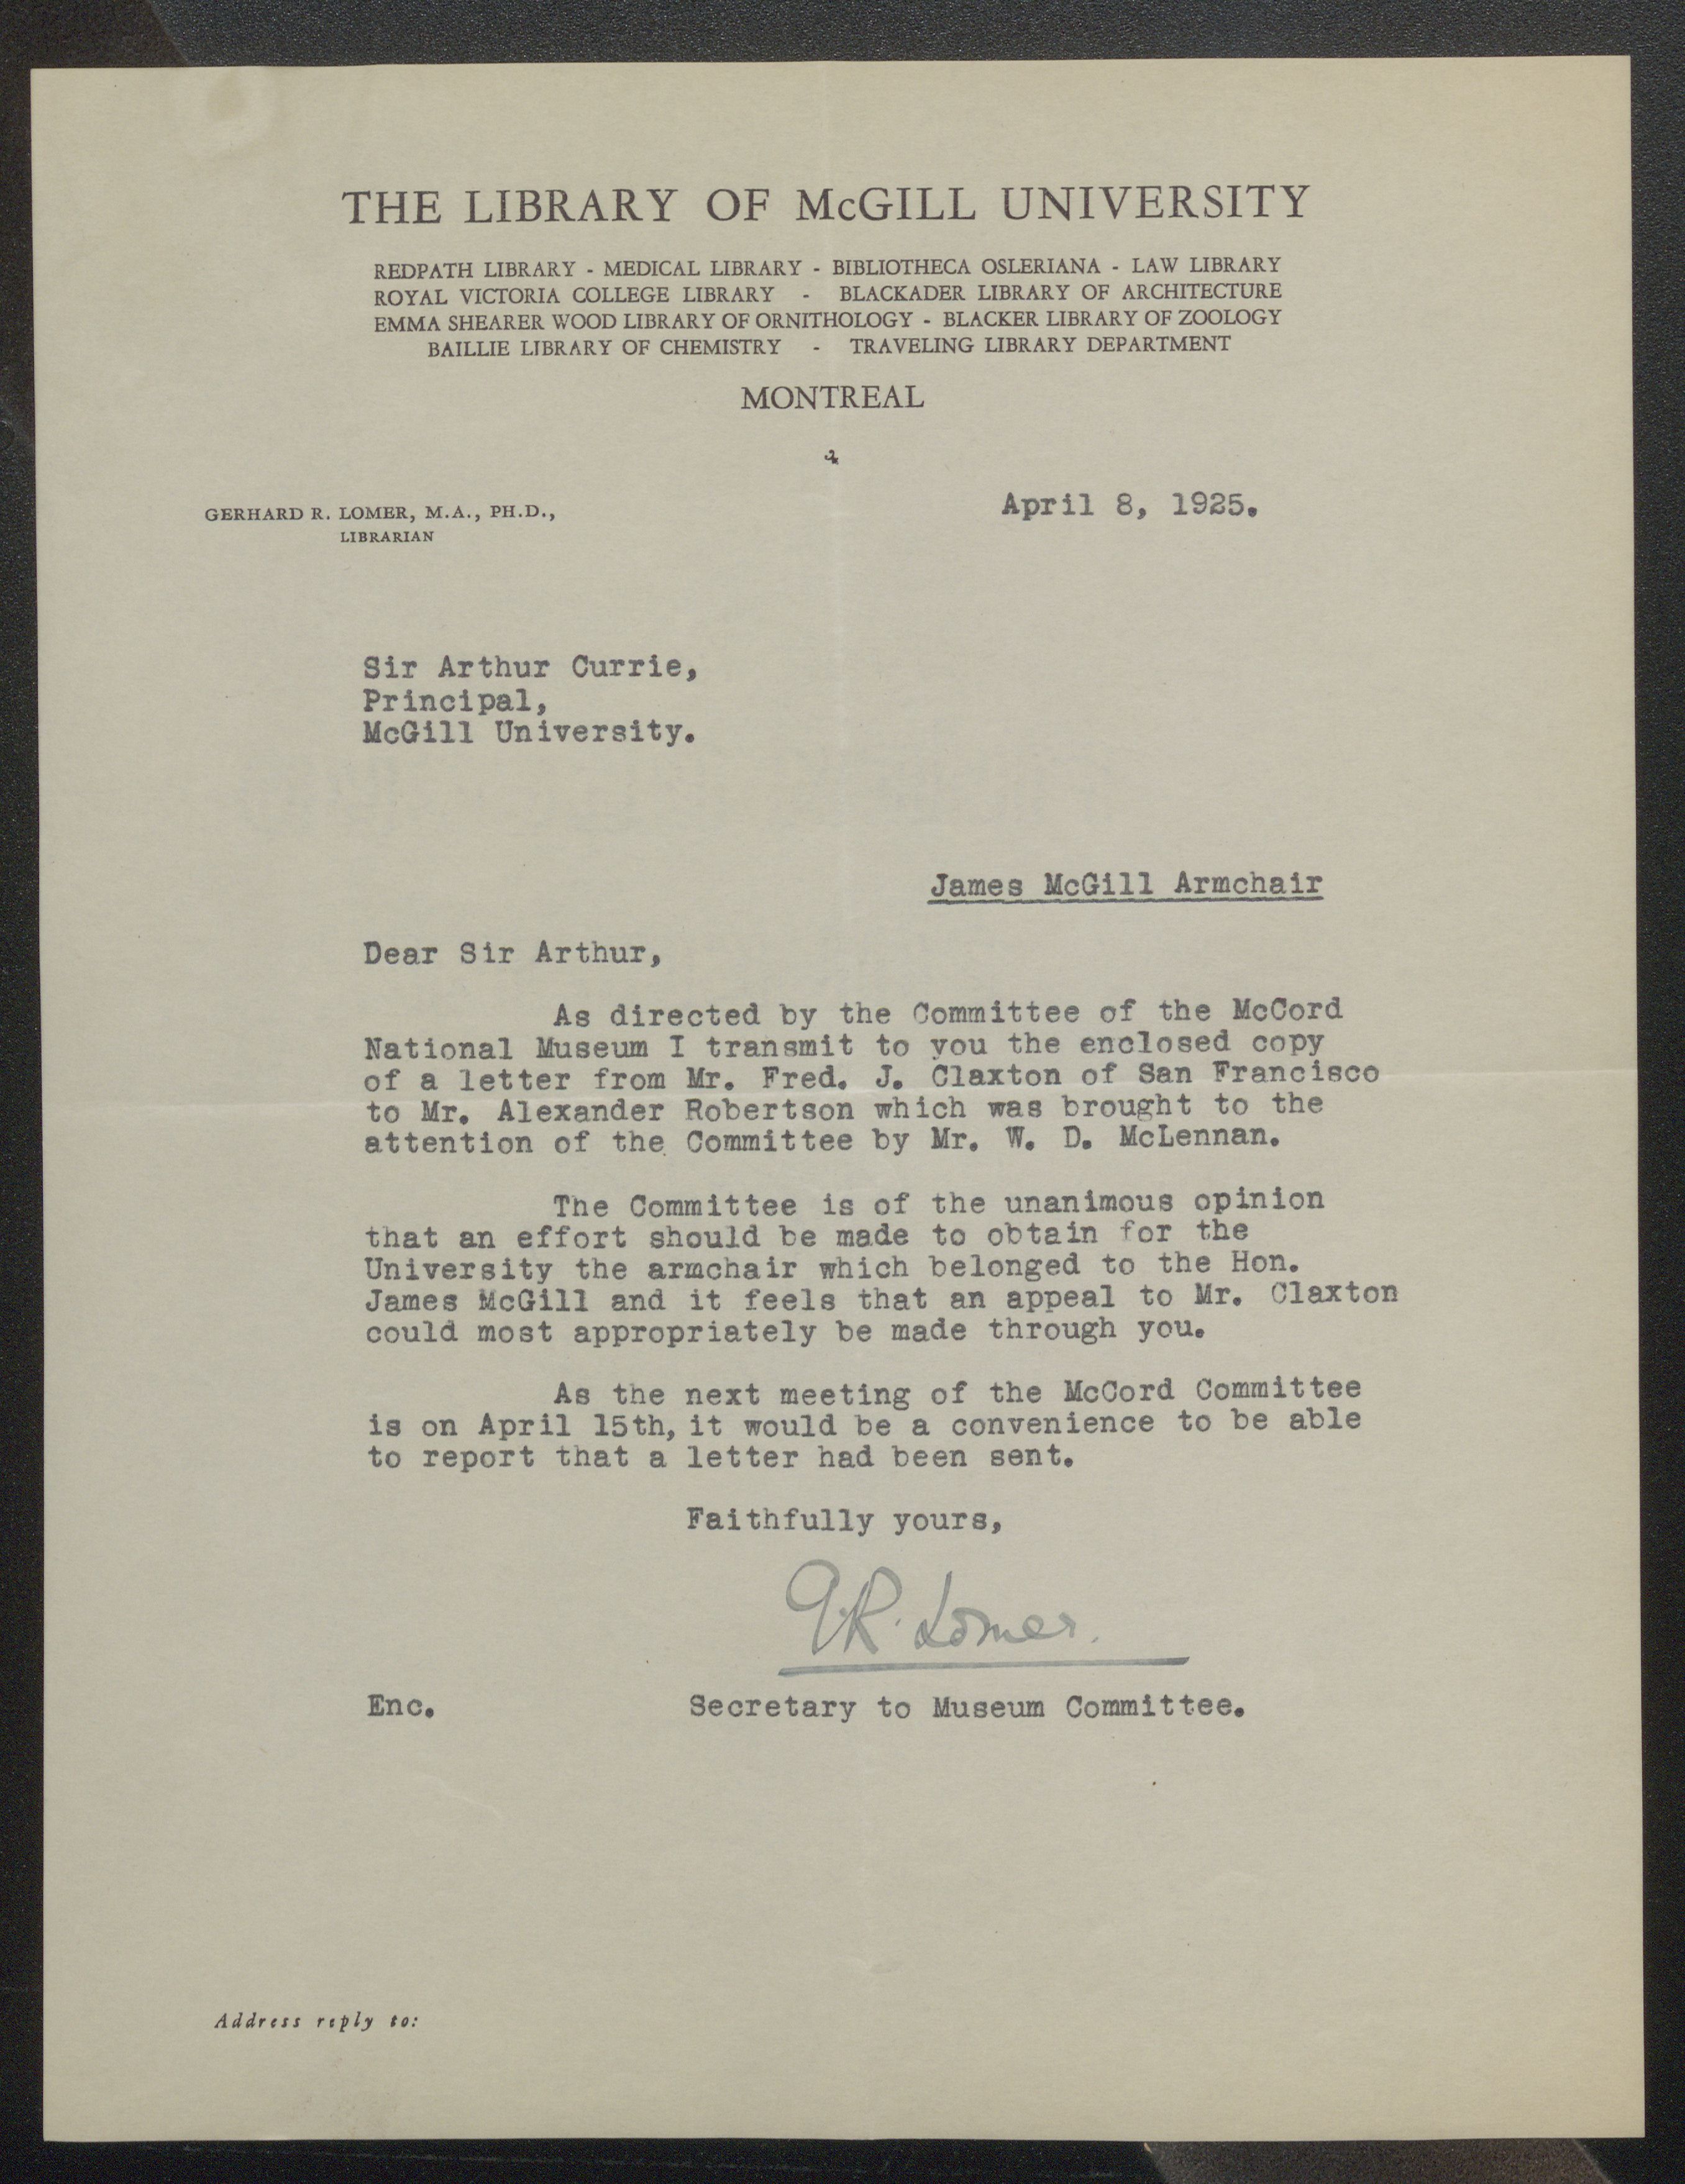 THE LIBRARY OF McGILL UNIVERSITY
REDPATH LIBRARY - MEDICAL LIBRARY - BIBLIOTHECA OSLERIANA - LAW LIBRARY
ROYAL VICTORIA COLLEGE LIBRARY - BLACKADER LIBRARY OF ARCHITECTURE
EMMA SHEARER WOOD LIBRARY OF ORNITHOLOGY - BLACKER LIBRARY OF ZOOLOGY
BAILLIE LIBRARY OF CHEMISTRY - TRAVELING LIBRARY DEPARTMENT
MONTREAL
GERHARD R. LOMER, M.A., PH.D.,
LIBRARIAN
April 8, 1925.
Sir Arthur Currie,
Principal,
McGill University.
James McGill Armchair
Dear Sir Arthur,
As directed by the Committee of the McCord
National Museum I transmit to you the enclosed copy
of a letter from Mr. Fred. J. Claxton of San Francisco
to Mr. Alexander Robertson which was brought to the
attention of the Committee by Mr. W. D. McLennan.
The Committee is of the unanimous opinion
that an effort should be made to obtain for the
University the armchair which belonged to the Hon.
James McGill and it feels that an appeal to Mr. Claxton
could most appropriately be made through you.
As the next meeting of the McCord Committee
is on April 15th, it would be a convenience to be able
to report that a letter had been sent.
Faithfully yours,
G.R. Lomer.
Enc.
Secretary to Museum Committee.
Address reply to: